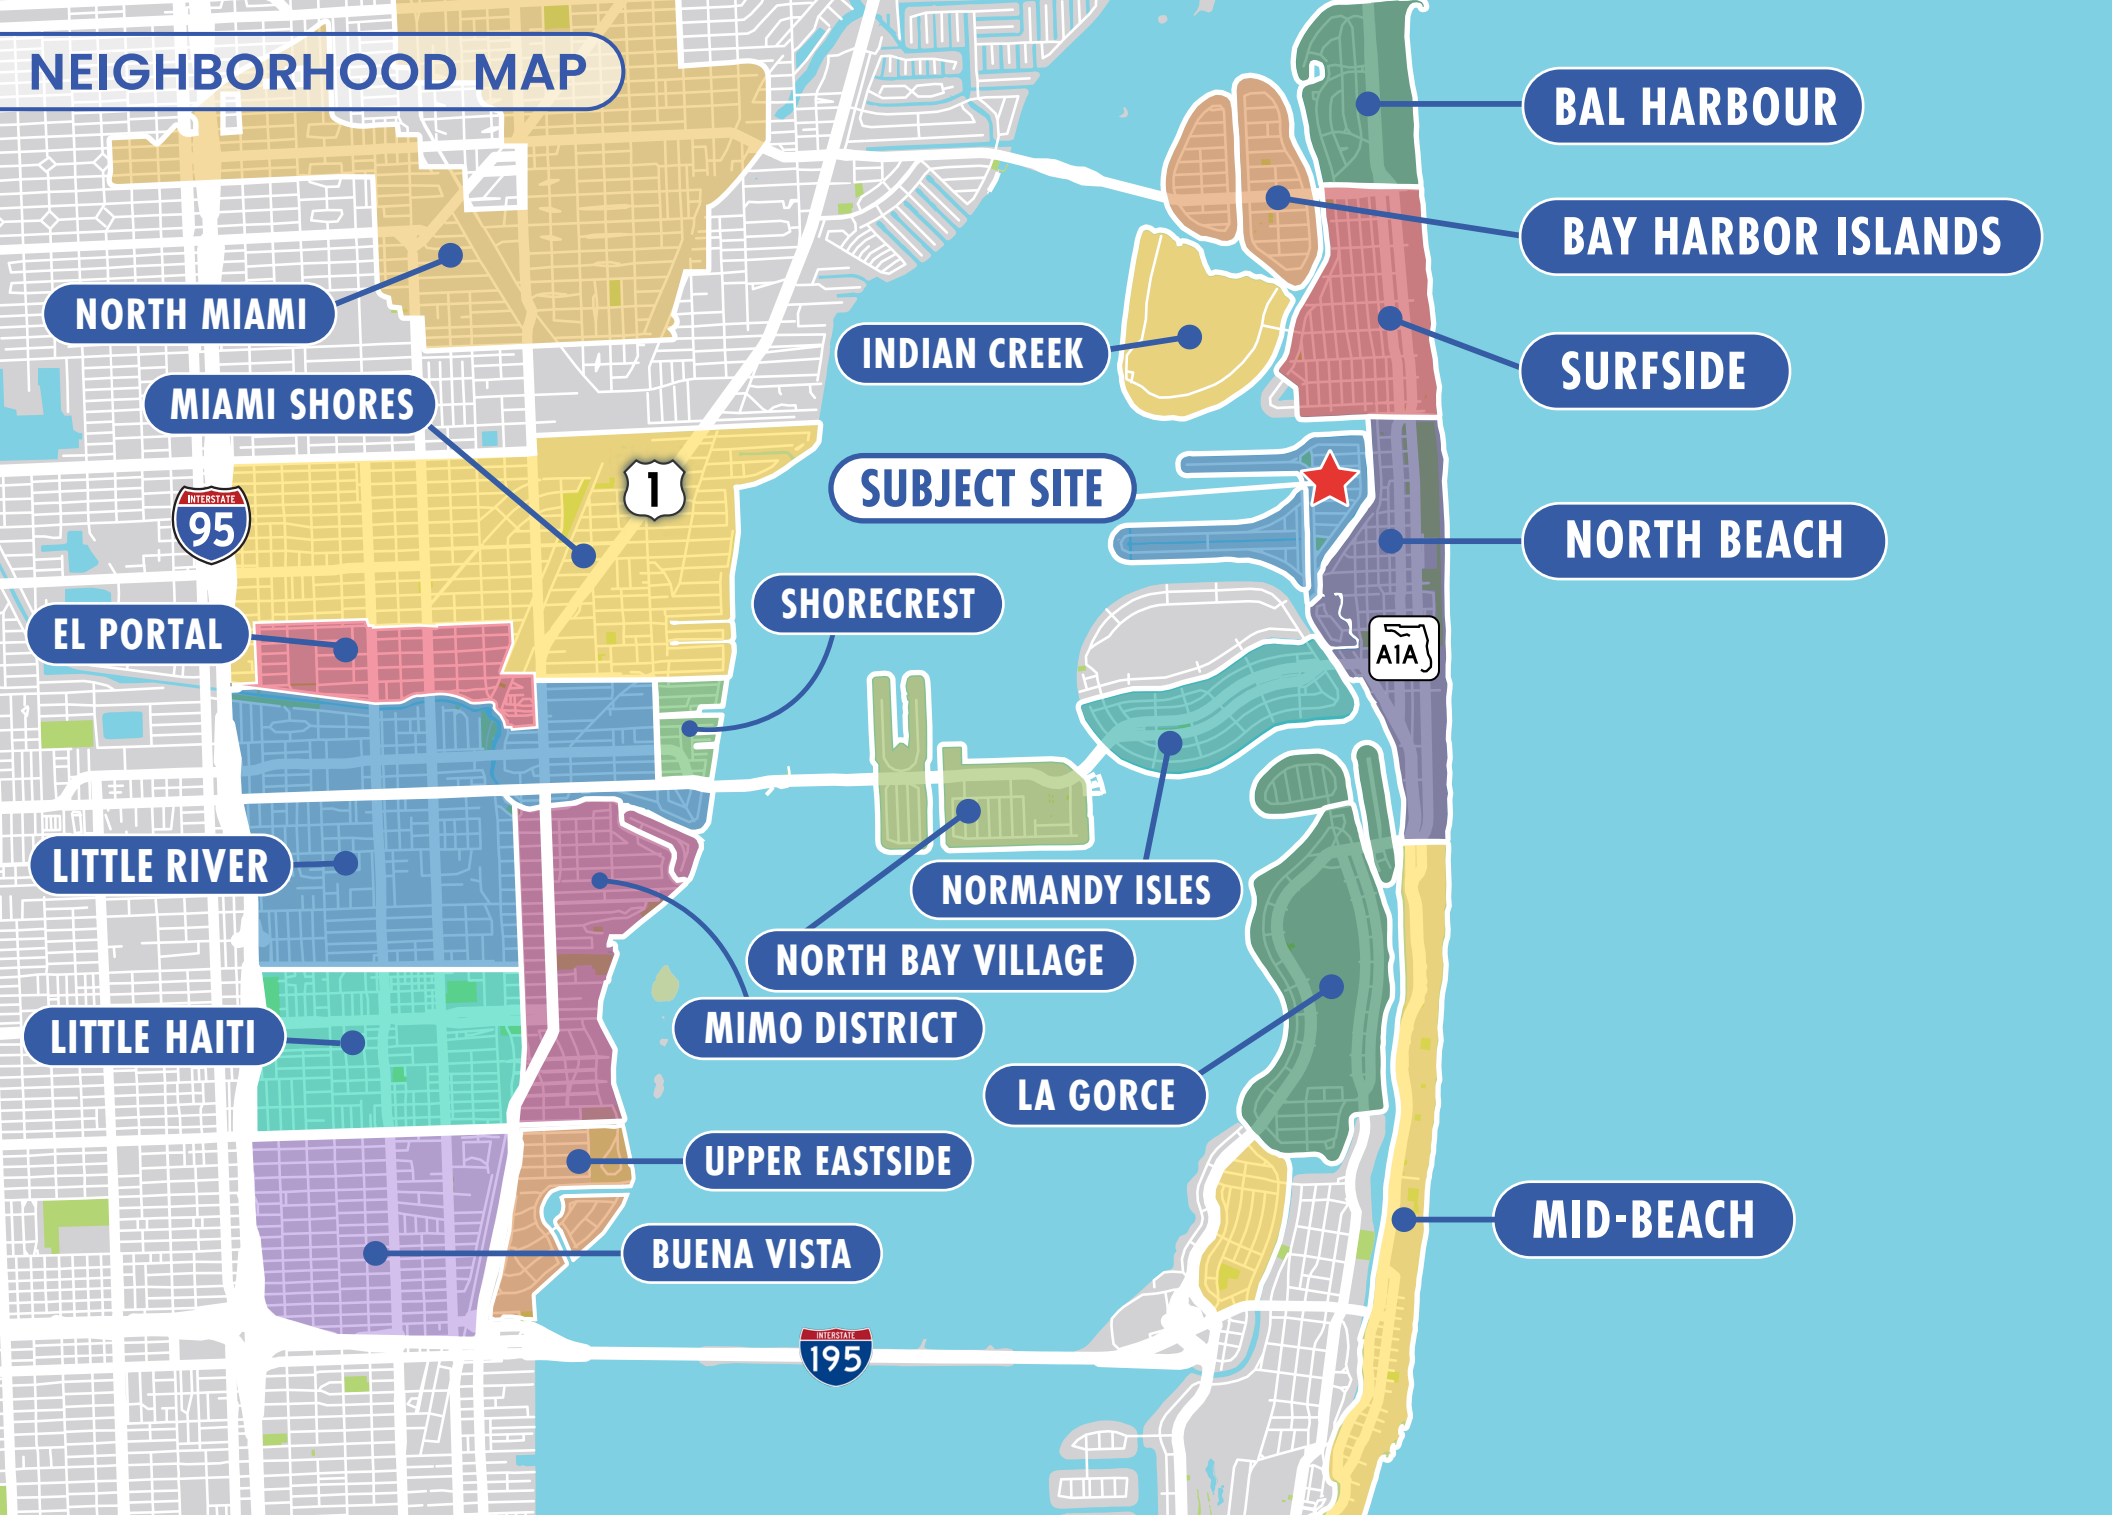 NEIGHBORHOOD MAP
BAL HARBOUR
BAY HARBOR ISLANDS
NORTH MIAMI
INDIAN CREEK
SURFSIDE
MIAMI SHORES
SUBJECT SITE
1
INTERSTATE
95
NORTH BEACH
SHORECREST
EL PORTAL
A1A
LITTLE RIVER
NORMANDY ISLES
NORTH BAY VILLAGE
MIMO DISTRICT
LITTLE HAITI
LA GORCE
UPPER EASTSIDE
MID-BEACH
BUENA VISTA
INTERSTATE
195